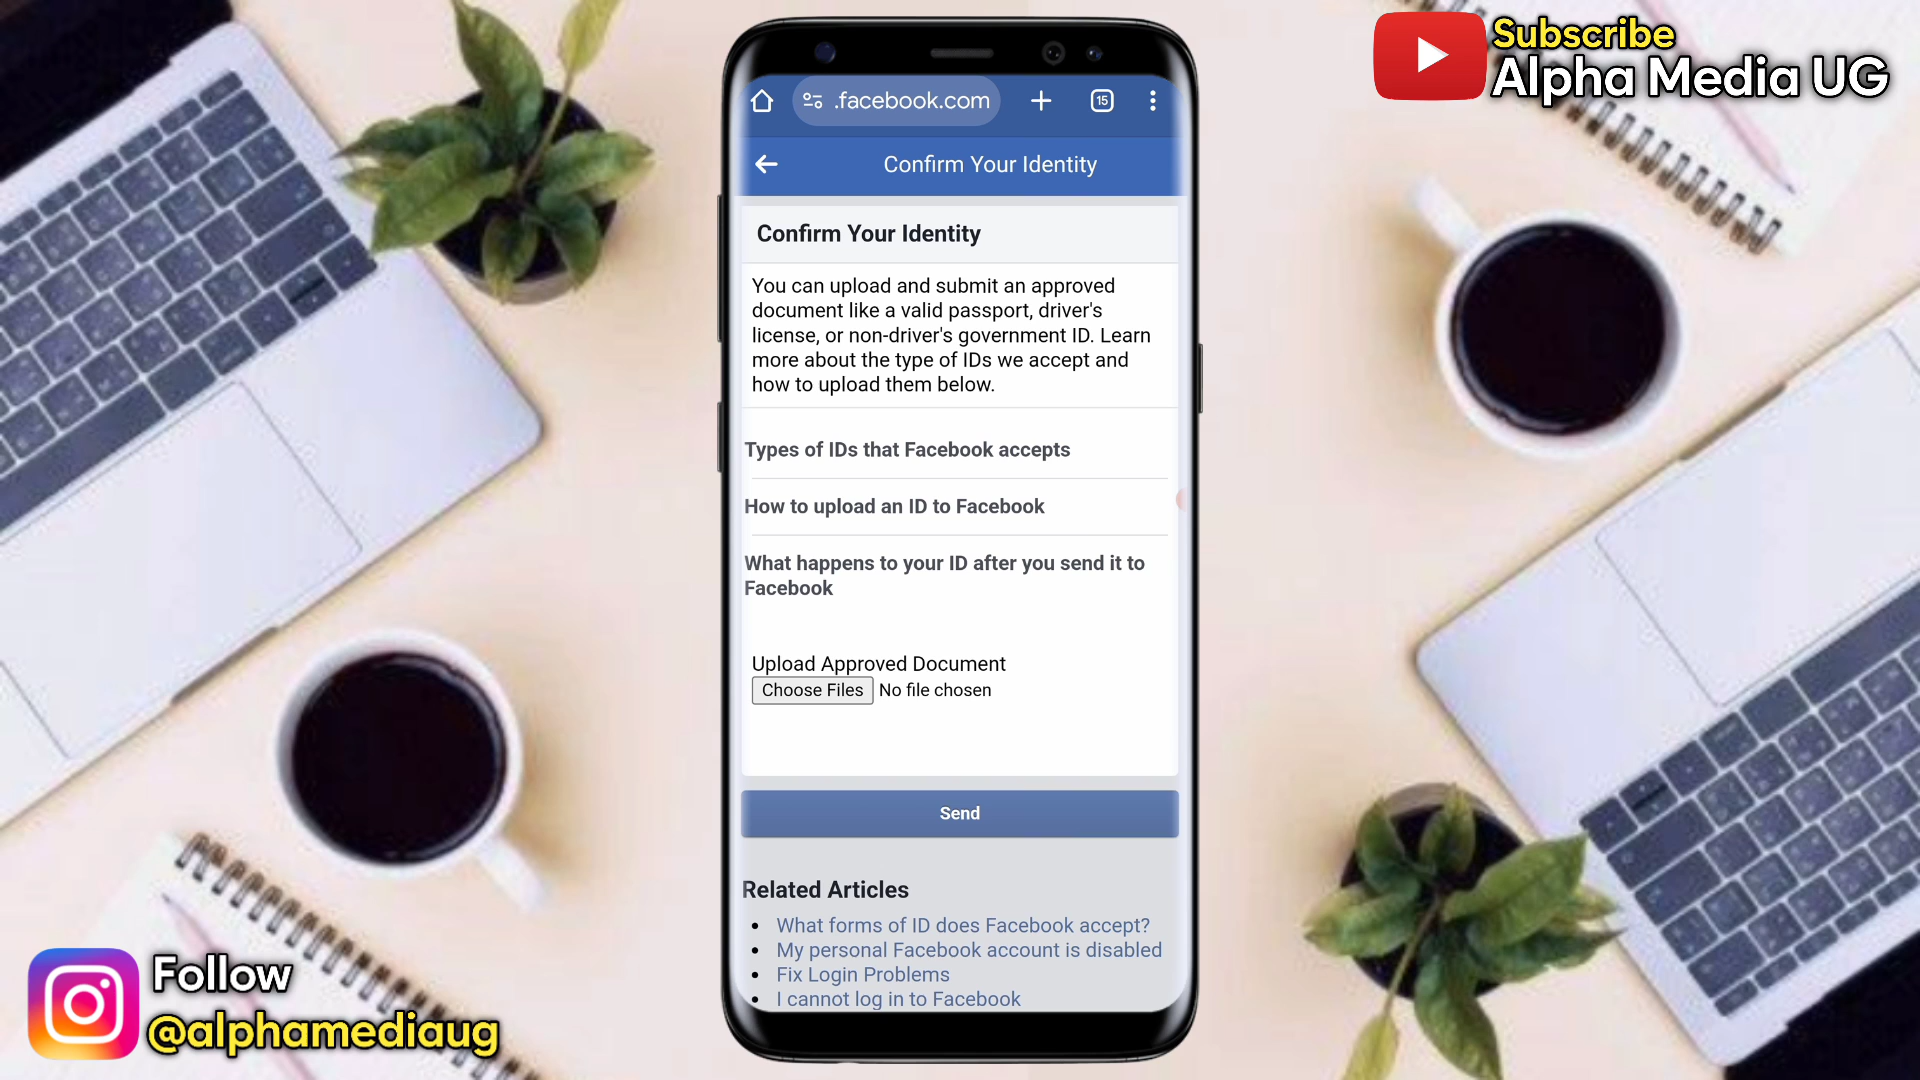 Subscribe
Alpha Media UG
.facebook.com
15
Confirm Your Identity
Confirm Your Identity
You can upload and submit an approved
document like a valid passport, driver's
license, or non-driver's government ID. Learn
more about the type of IDs we accept and
how to upload them below.
Types of IDs that Facebook accepts
How to upload an ID to Facebook
What happens to your ID after you send it to
Facebook
Upload Approved Document
Choose Files No file chosen
Send
Related Articles
• What forms of ID does Facebook accept?
• My personal Facebook account is disabled
• Fix Login Problems
• I cannot log in to Facebook
Follow
@alphamediaug